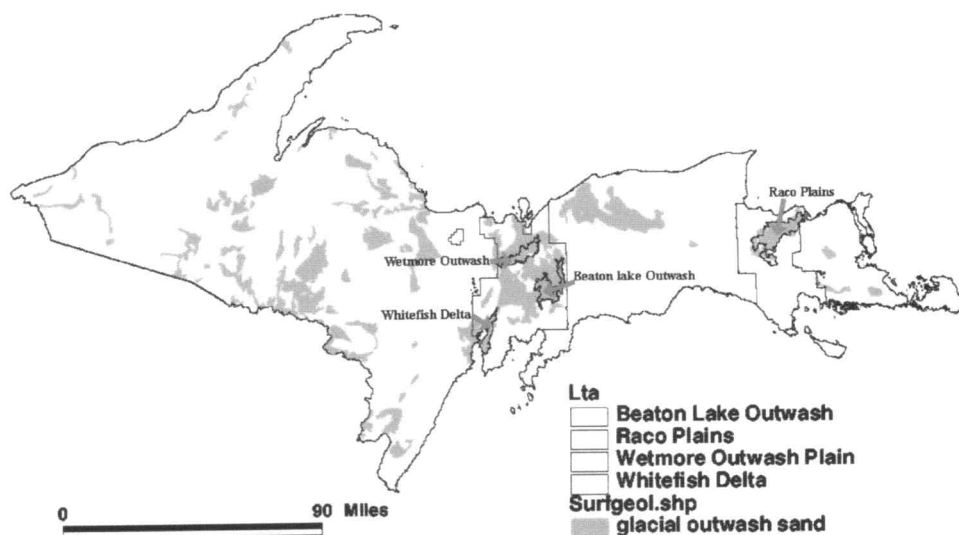 Raco Plains
Wetmore Outwash
Beaton lake Outwash
Whitefish Delta
Lta
Beaton Lake Outwash
Raco Plains
Wetmore Outwash Plain
Whitefish Delta
Surfgeol.shp
glacial outwash sand
0 90 Miles